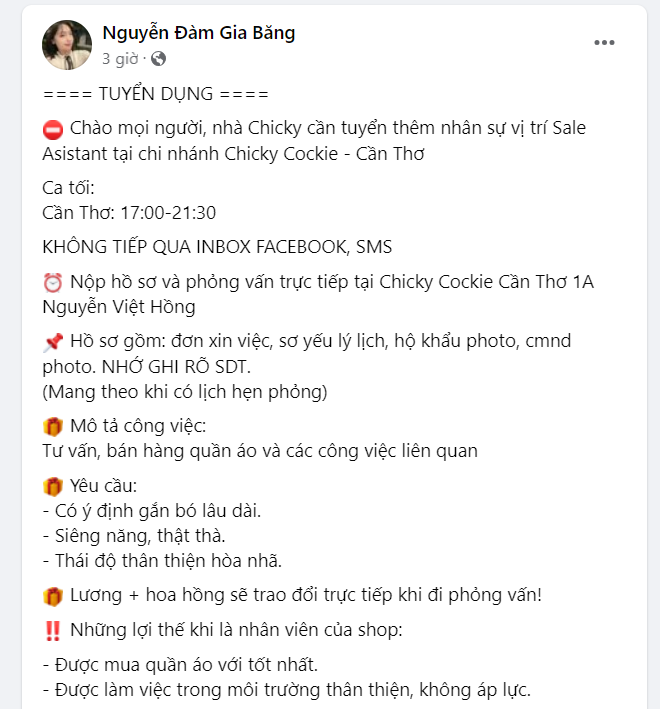 Nguyễn Đàm Gia Băng
3 giờ ·
==== TUYỂN DỤNG ====
⛔ Chào mọi người, nhà Chicky cần tuyển thêm nhân sự vị trí Sale
Asistant tại chi nhánh Chicky Cockie - Cần Thơ
Ca tối:
Cần Thơ: 17:00-21:30
KHÔNG TIẾP QUA INBOX FACEBOOK, SMS
⏰ Nộp hồ sơ và phỏng vấn trực tiếp tại Chicky Cockie Cần Thơ 1A
Nguyễn Việt Hồng
📌 Hồ sơ gồm: đơn xin việc, sơ yếu lý lịch, hộ khẩu photo, cmnd
photo. NHỚ GHI RÕ SDT.
(Mang theo khi có lịch hẹn phỏng)
🎁 Mô tả công việc:
Tư vấn, bán hàng quần áo và các công việc liên quan
🎁 Yêu cầu:
- Có ý định gắn bó lâu dài.
- Siêng năng, thật thà.
- Thái độ thân thiện hòa nhã.
🎁 Lương + hoa hồng sẽ trao đổi trực tiếp khi đi phỏng vấn!
‼️ Những lợi thế khi là nhân viên của shop:
- Được mua quần áo với tốt nhất.
- Được làm việc trong môi trường thân thiện, không áp lực.